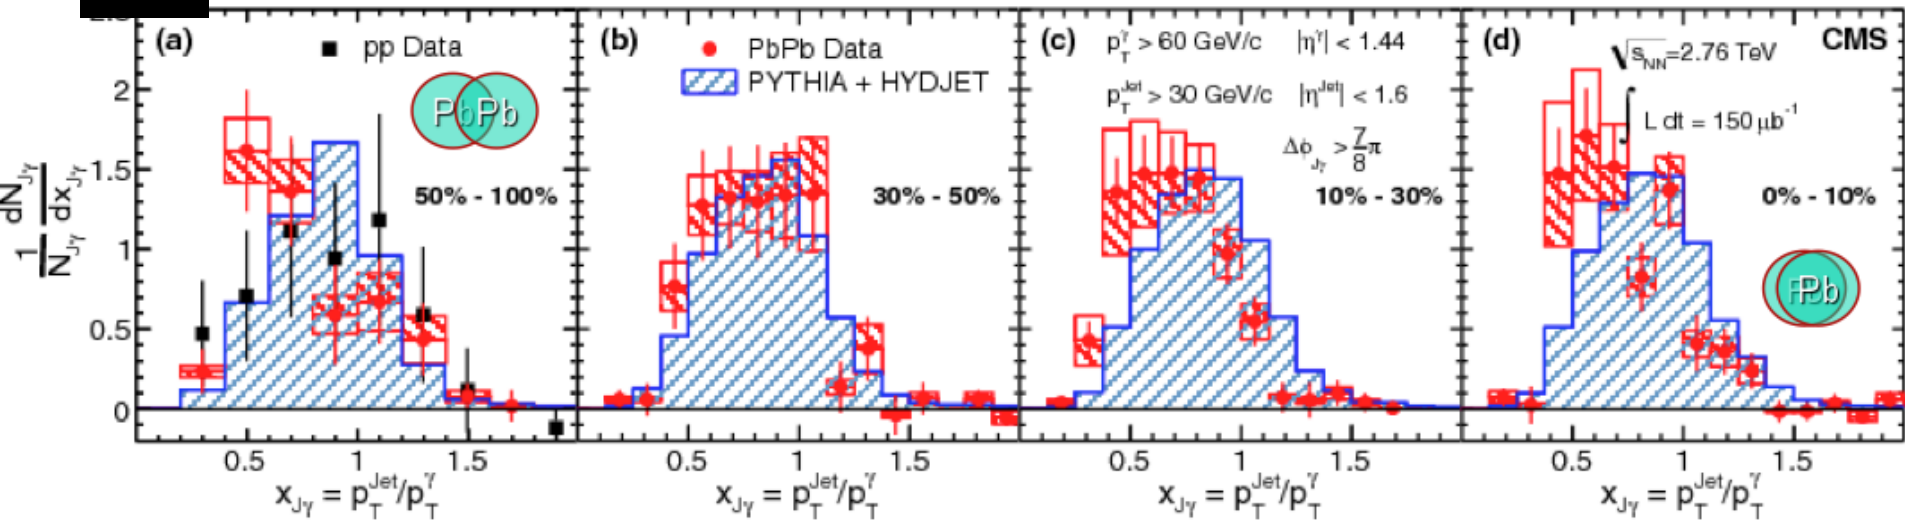 (a) ■ pp Data
PbPb
50% - 100%
(b) PbPb Data
PYTHIA + HYDJET
30% - 50%
(c) p_T^γ > 60 GeV/c |η^γ| < 1.44
p_T^Jet > 30 GeV/c |η^Jet| < 1.6
Δϕ_Jγ > 7/8 π
10% - 30%
(d) CMS
√s_NN=2.76 TeV
∫ L dt = 150 μb^-1
0% - 10%
PPb
1/N_Jγ dN_Jγ/dx_Jγ
2
1.5
1
0.5
0
0.5 1 1.5
0.5 1 1.5
0.5 1 1.5
0.5 1 1.5
x_Jγ = p_T^Jet/p_T^γ
x_Jγ = p_T^Jet/p_T^γ
x_Jγ = p_T^Jet/p_T^γ
x_Jγ = p_T^Jet/p_T^γ